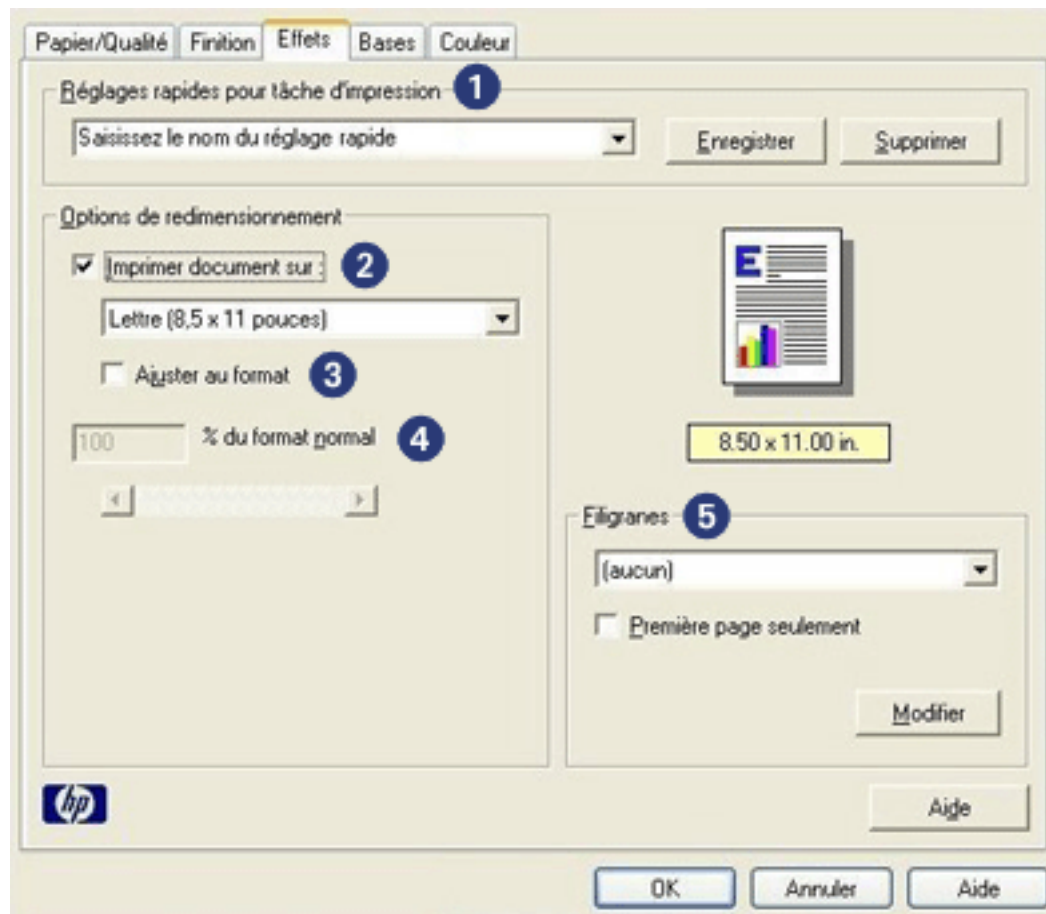 Papier/Qualité Finition Effets Bases Couleur
Réglages rapides pour tâche d'impression 1
Saisissez le nom du réglage rapide Enregistrer Supprimer
Options de redimensionnement
Imprimer document sur : 2
Lettre (8,5 x 11 pouces)
Ajuster au format 3
100 % du format normal 4
E
8.50 x 11.00 in.
Filigranes 5
(aucun)
Première page seulement
Modifier
hp
Aide
OK Annuler Aide